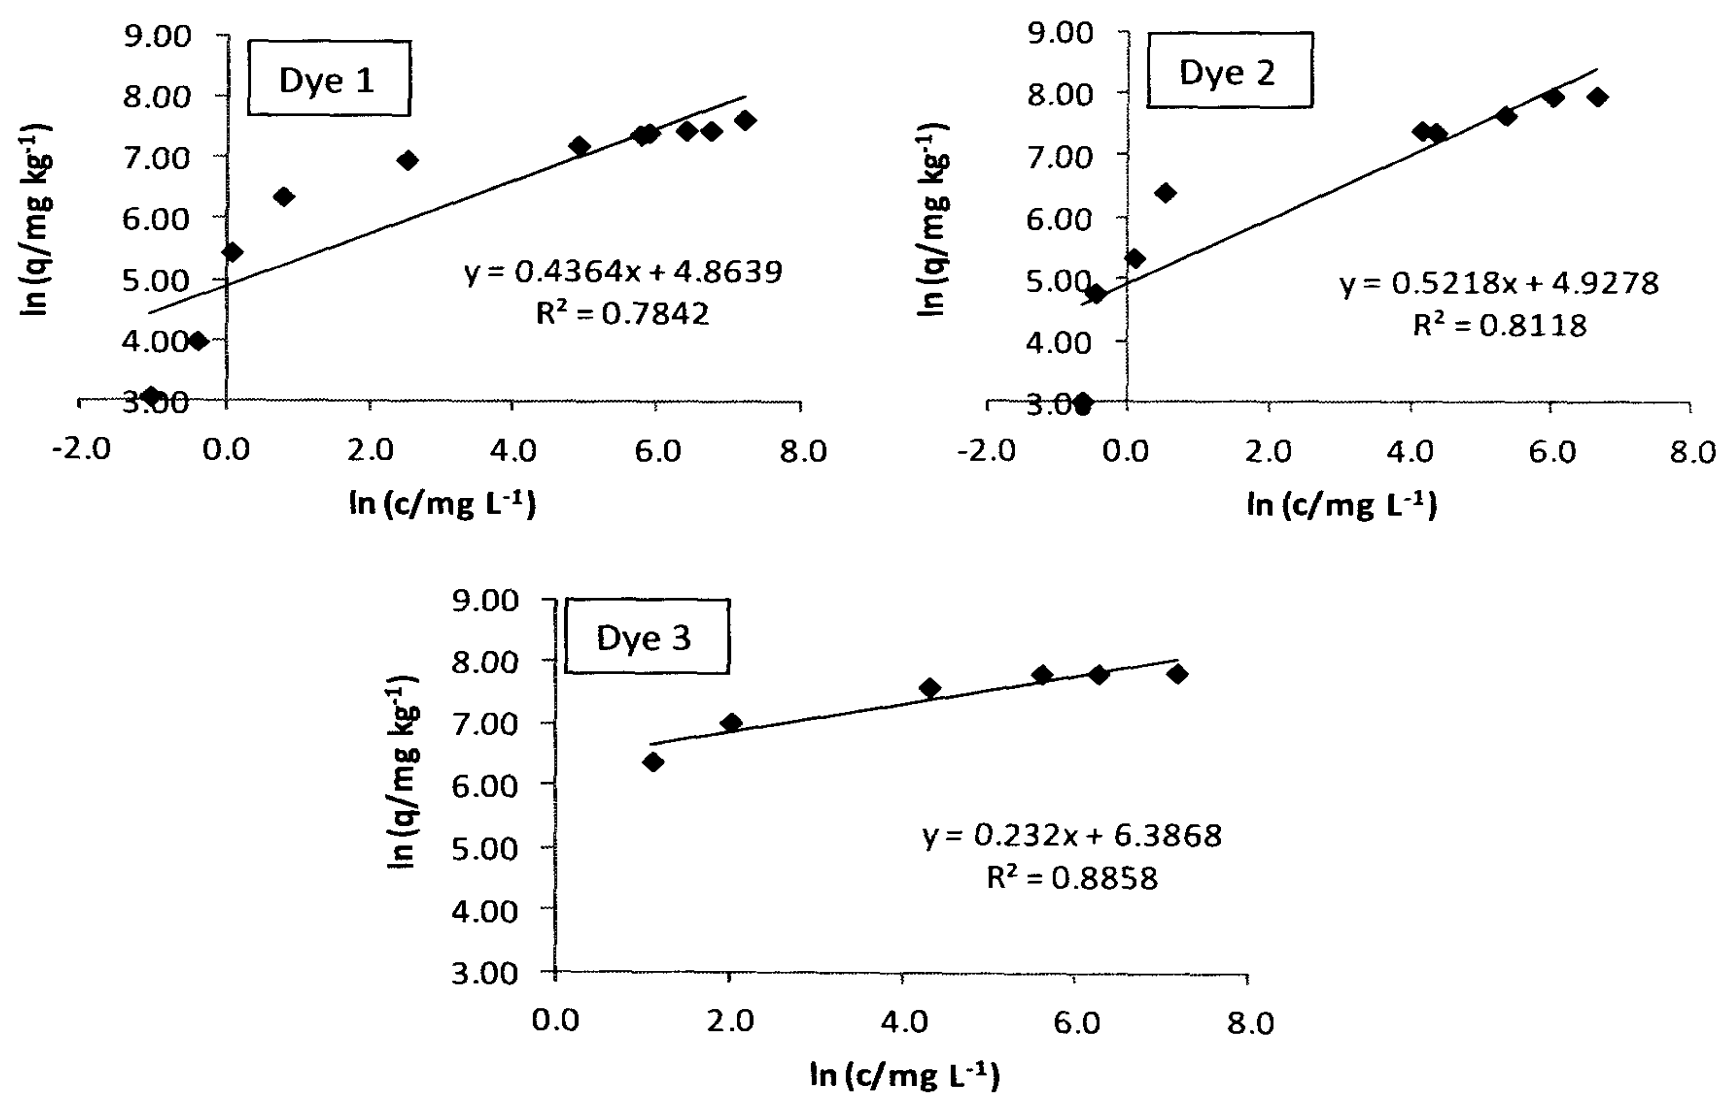 Dye 1
9.00
8.00
7.00
6.00
5.00
4.00
3.00
ln (q/mg kg⁻¹)
y = 0.4364x + 4.8639
R² = 0.7842
-2.0 0.0 2.0 4.0 6.0 8.0
ln (c/mg L⁻¹)
Dye 2
9.00
8.00
7.00
6.00
5.00
4.00
3.0
ln (q/mg kg⁻¹)
y = 0.5218x + 4.9278
R² = 0.8118
-2.0 0.0 2.0 4.0 6.0 8.0
ln (c/mg L⁻¹)
Dye 3
9.00
8.00
7.00
6.00
5.00
4.00
3.00
ln (q/mg kg⁻¹)
y = 0.232x + 6.3868
R² = 0.8858
0.0 2.0 4.0 6.0 8.0
ln (c/mg L⁻¹)